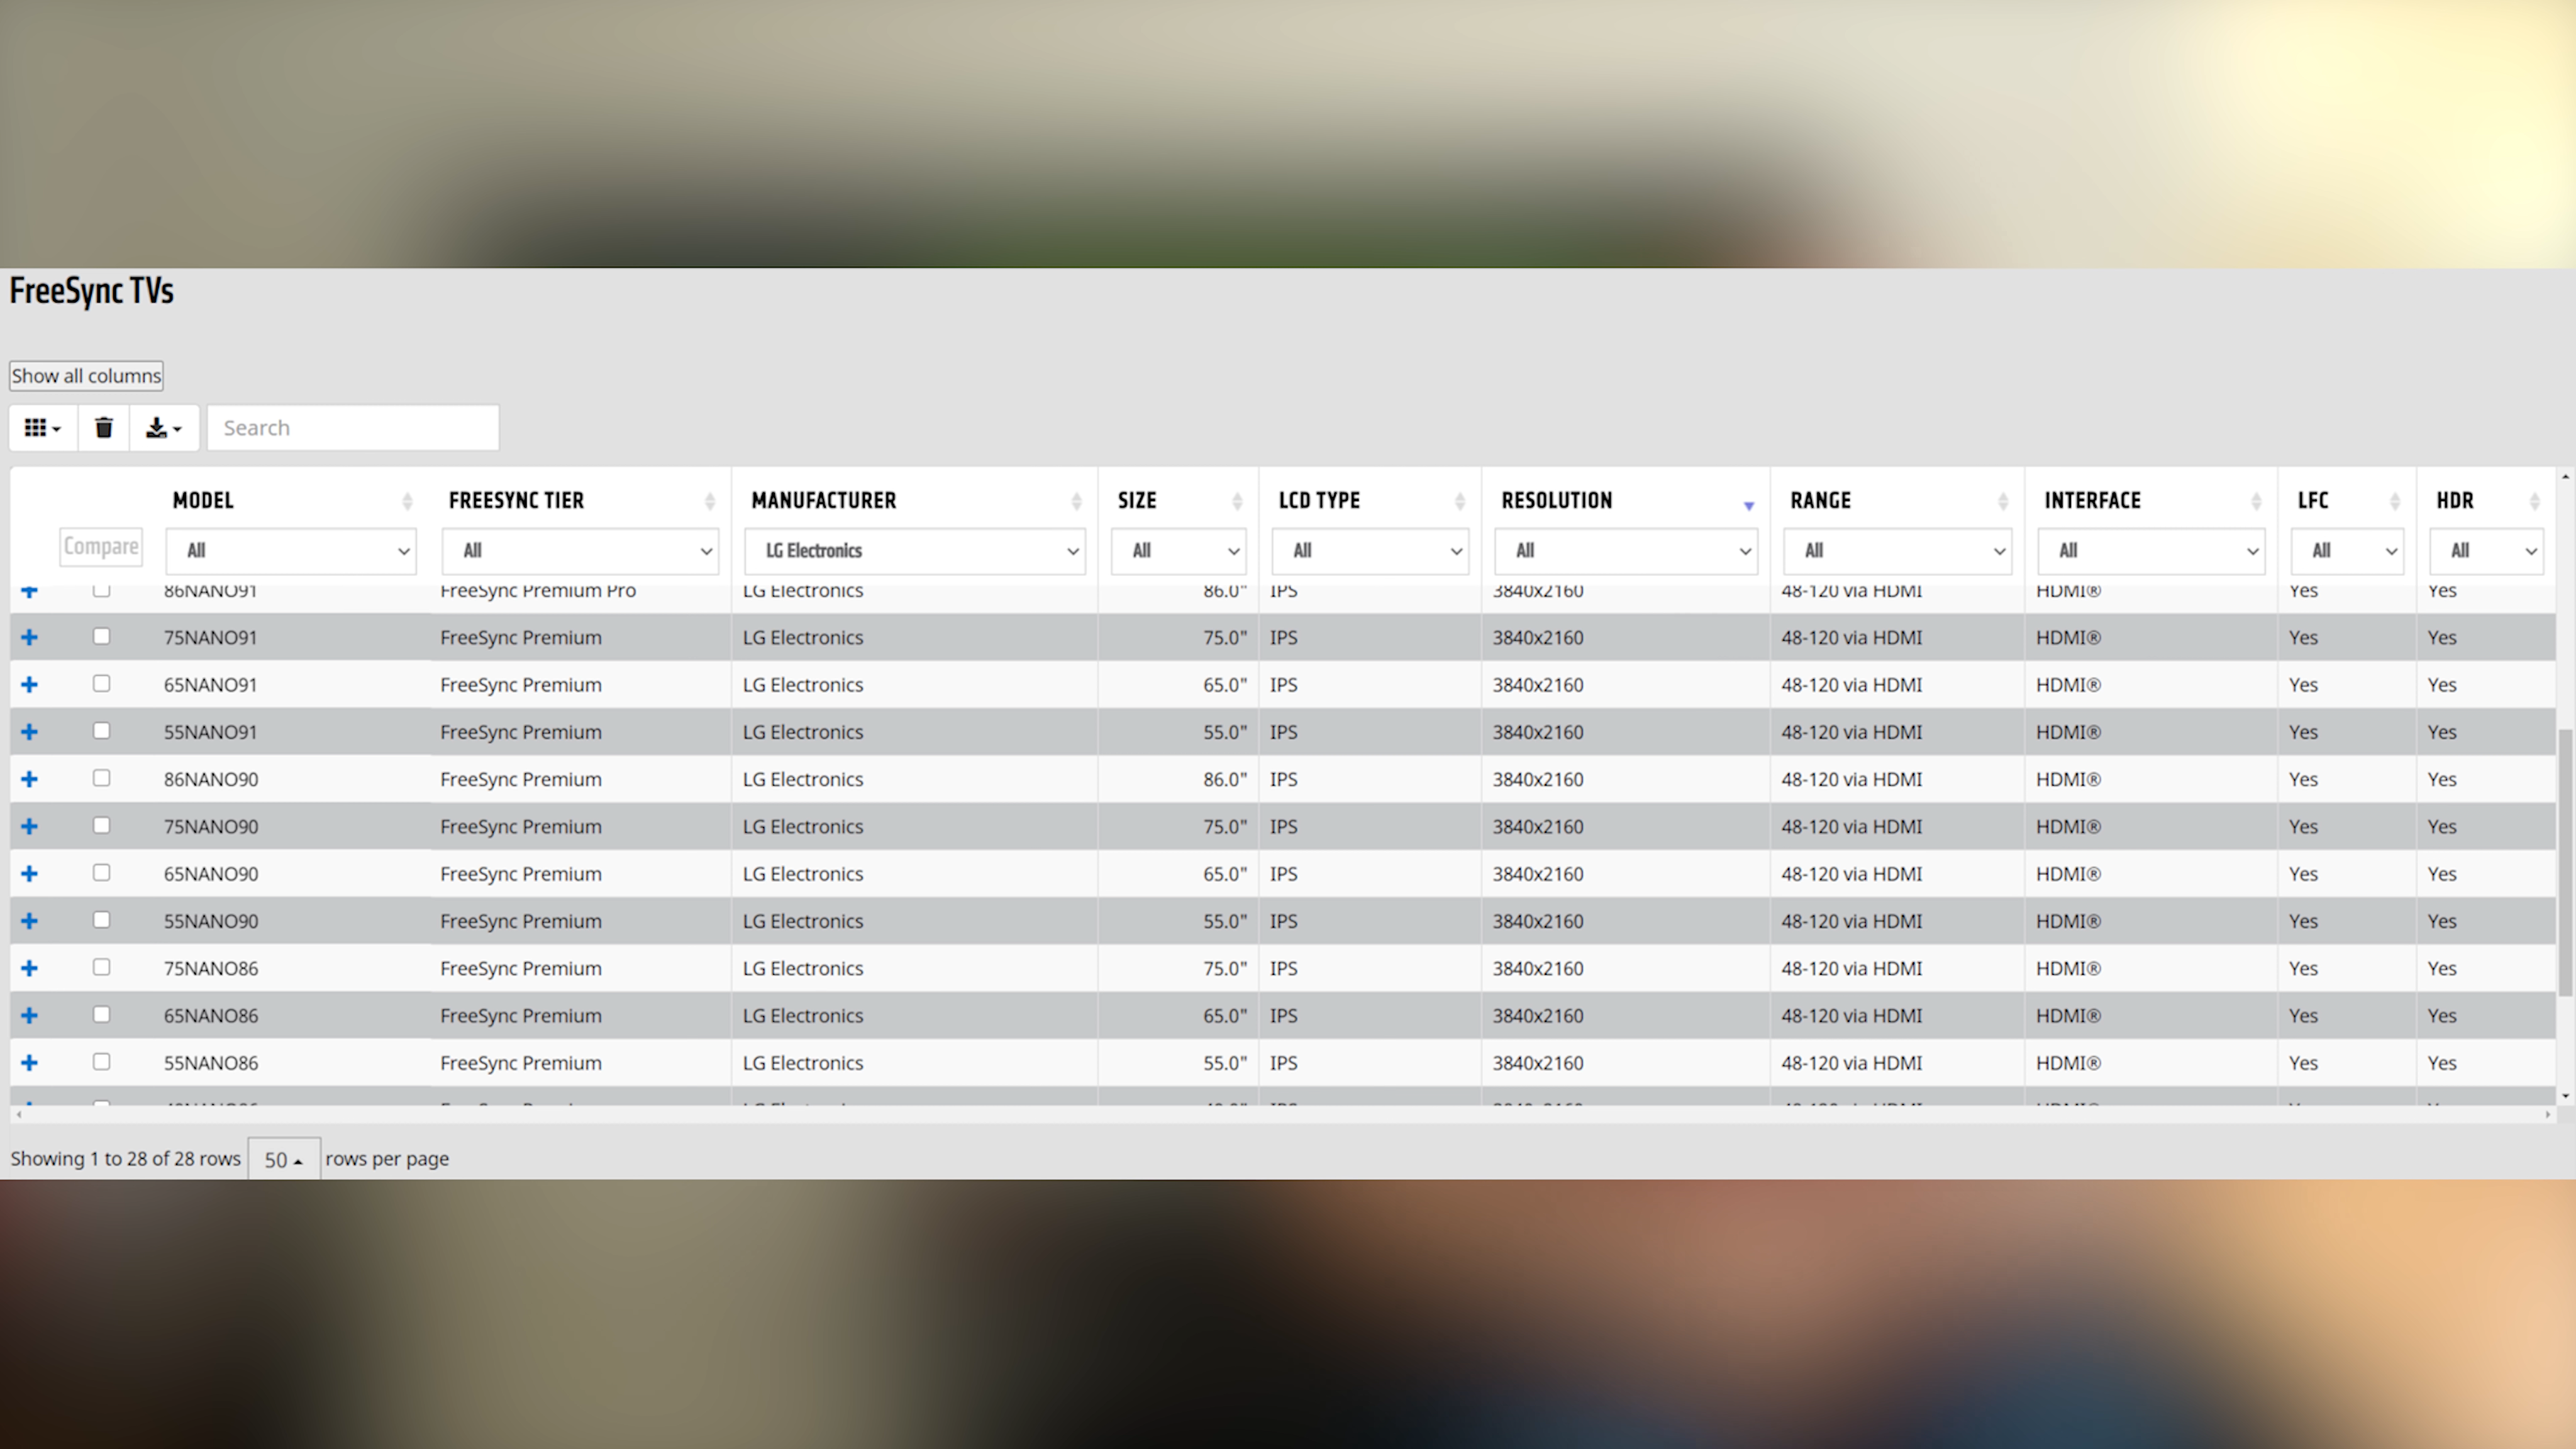 FreeSync TVs
Show all columns
Search
MODEL FREESYNC TIER MANUFACTURER SIZE LCD TYPE RESOLUTION RANGE INTERFACE LFC HDR
Compare All All LG Electronics All All All All All All All
86NANO91 FreeSync Premium Pro LG Electronics 86.0" IPS 3840x2160 48-120 via HDMI HDMI® Yes Yes
75NANO91 FreeSync Premium LG Electronics 75.0" IPS 3840x2160 48-120 via HDMI HDMI® Yes Yes
65NANO91 FreeSync Premium LG Electronics 65.0" IPS 3840x2160 48-120 via HDMI HDMI® Yes Yes
55NANO91 FreeSync Premium LG Electronics 55.0" IPS 3840x2160 48-120 via HDMI HDMI® Yes Yes
86NANO90 FreeSync Premium LG Electronics 86.0" IPS 3840x2160 48-120 via HDMI HDMI® Yes Yes
75NANO90 FreeSync Premium LG Electronics 75.0" IPS 3840x2160 48-120 via HDMI HDMI® Yes Yes
65NANO90 FreeSync Premium LG Electronics 65.0" IPS 3840x2160 48-120 via HDMI HDMI® Yes Yes
55NANO90 FreeSync Premium LG Electronics 55.0" IPS 3840x2160 48-120 via HDMI HDMI® Yes Yes
75NANO86 FreeSync Premium LG Electronics 75.0" IPS 3840x2160 48-120 via HDMI HDMI® Yes Yes
65NANO86 FreeSync Premium LG Electronics 65.0" IPS 3840x2160 48-120 via HDMI HDMI® Yes Yes
55NANO86 FreeSync Premium LG Electronics 55.0" IPS 3840x2160 48-120 via HDMI HDMI® Yes Yes
Showing 1 to 28 of 28 rows 50 rows per page